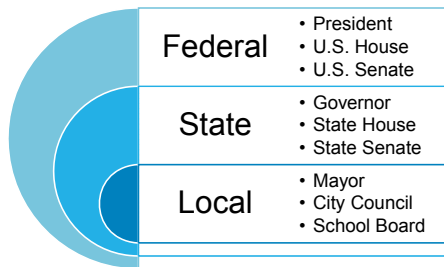 Federal
• President
• U.S. House
• U.S. Senate
State
• Governor
• State House
• State Senate
Local
• Mayor
• City Council
• School Board